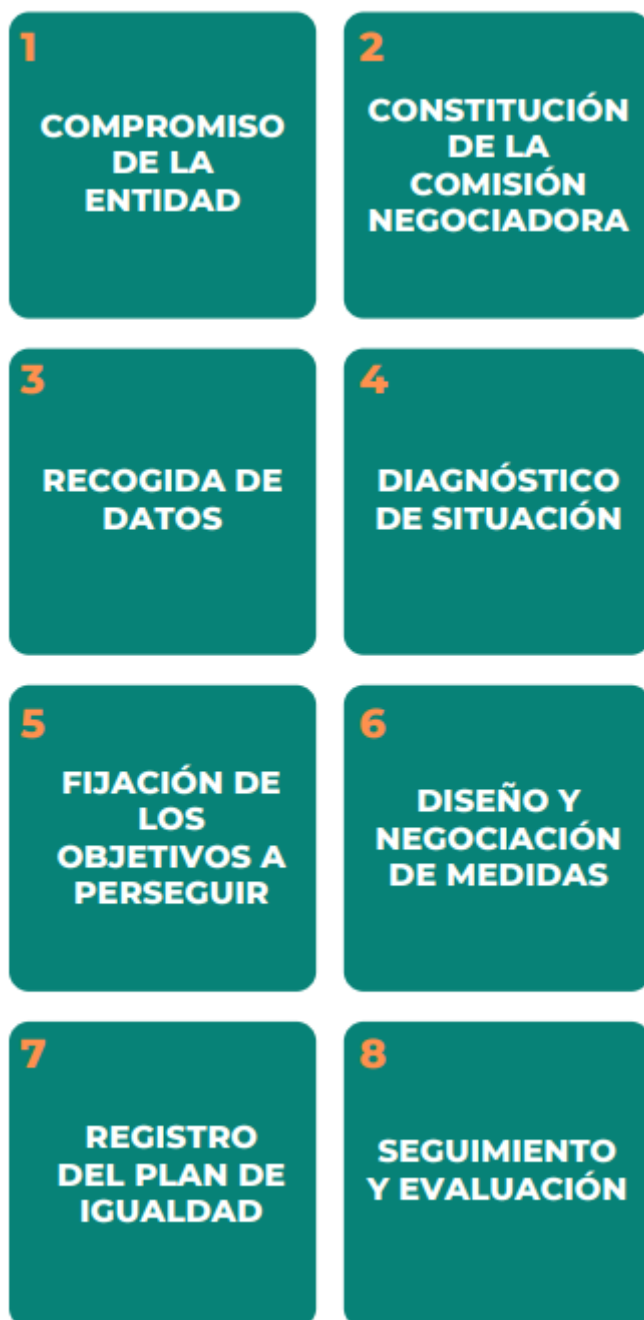 1
COMPROMISO
DE LA
ENTIDAD
2
CONSTITUCIÓN
DE LA
COMISIÓN
NEGOCIADORA
3
RECOGIDA DE
DATOS
4
DIAGNÓSTICO
DE SITUACIÓN
5
FIJACIÓN DE
LOS
OBJETIVOS A
PERSEGUIR
6
DISEÑO Y
NEGOCIACIÓN
DE MEDIDAS
7
REGISTRO
DEL PLAN DE
IGUALDAD
8
SEGUIMIENTO
Y EVALUACIÓN